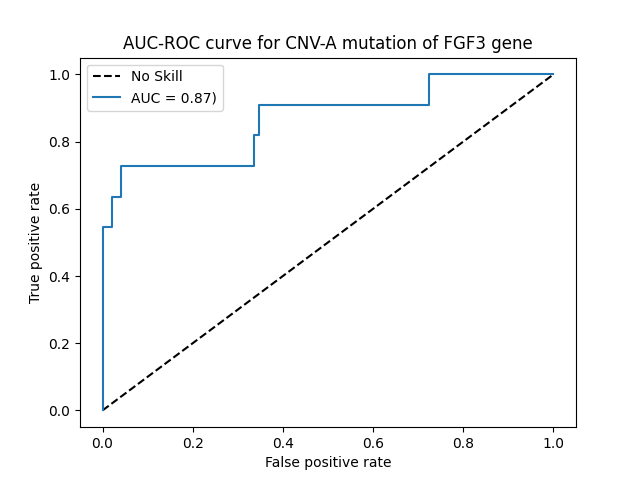 AUC-ROC curve for CNV-A mutation of FGF3 gene
No Skill
AUC = 0.87)
1.0
0.8
0.6
0.4
0.2
0.0
True positive rate
0.0 0.2 0.4 0.6 0.8 1.0
False positive rate